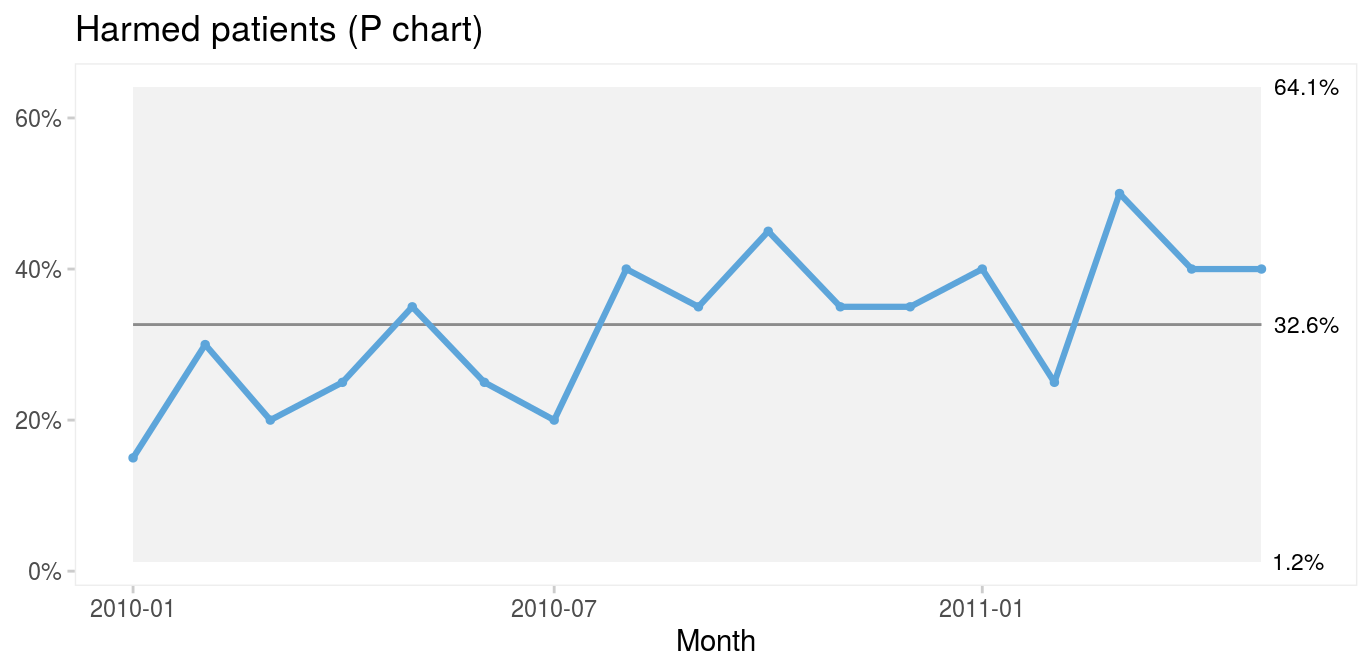 Harmed patients (P chart)
64.1%
60%
40%
32.6%
20%
1.2%
0%
2010-01 2010-07 2011-01
Month